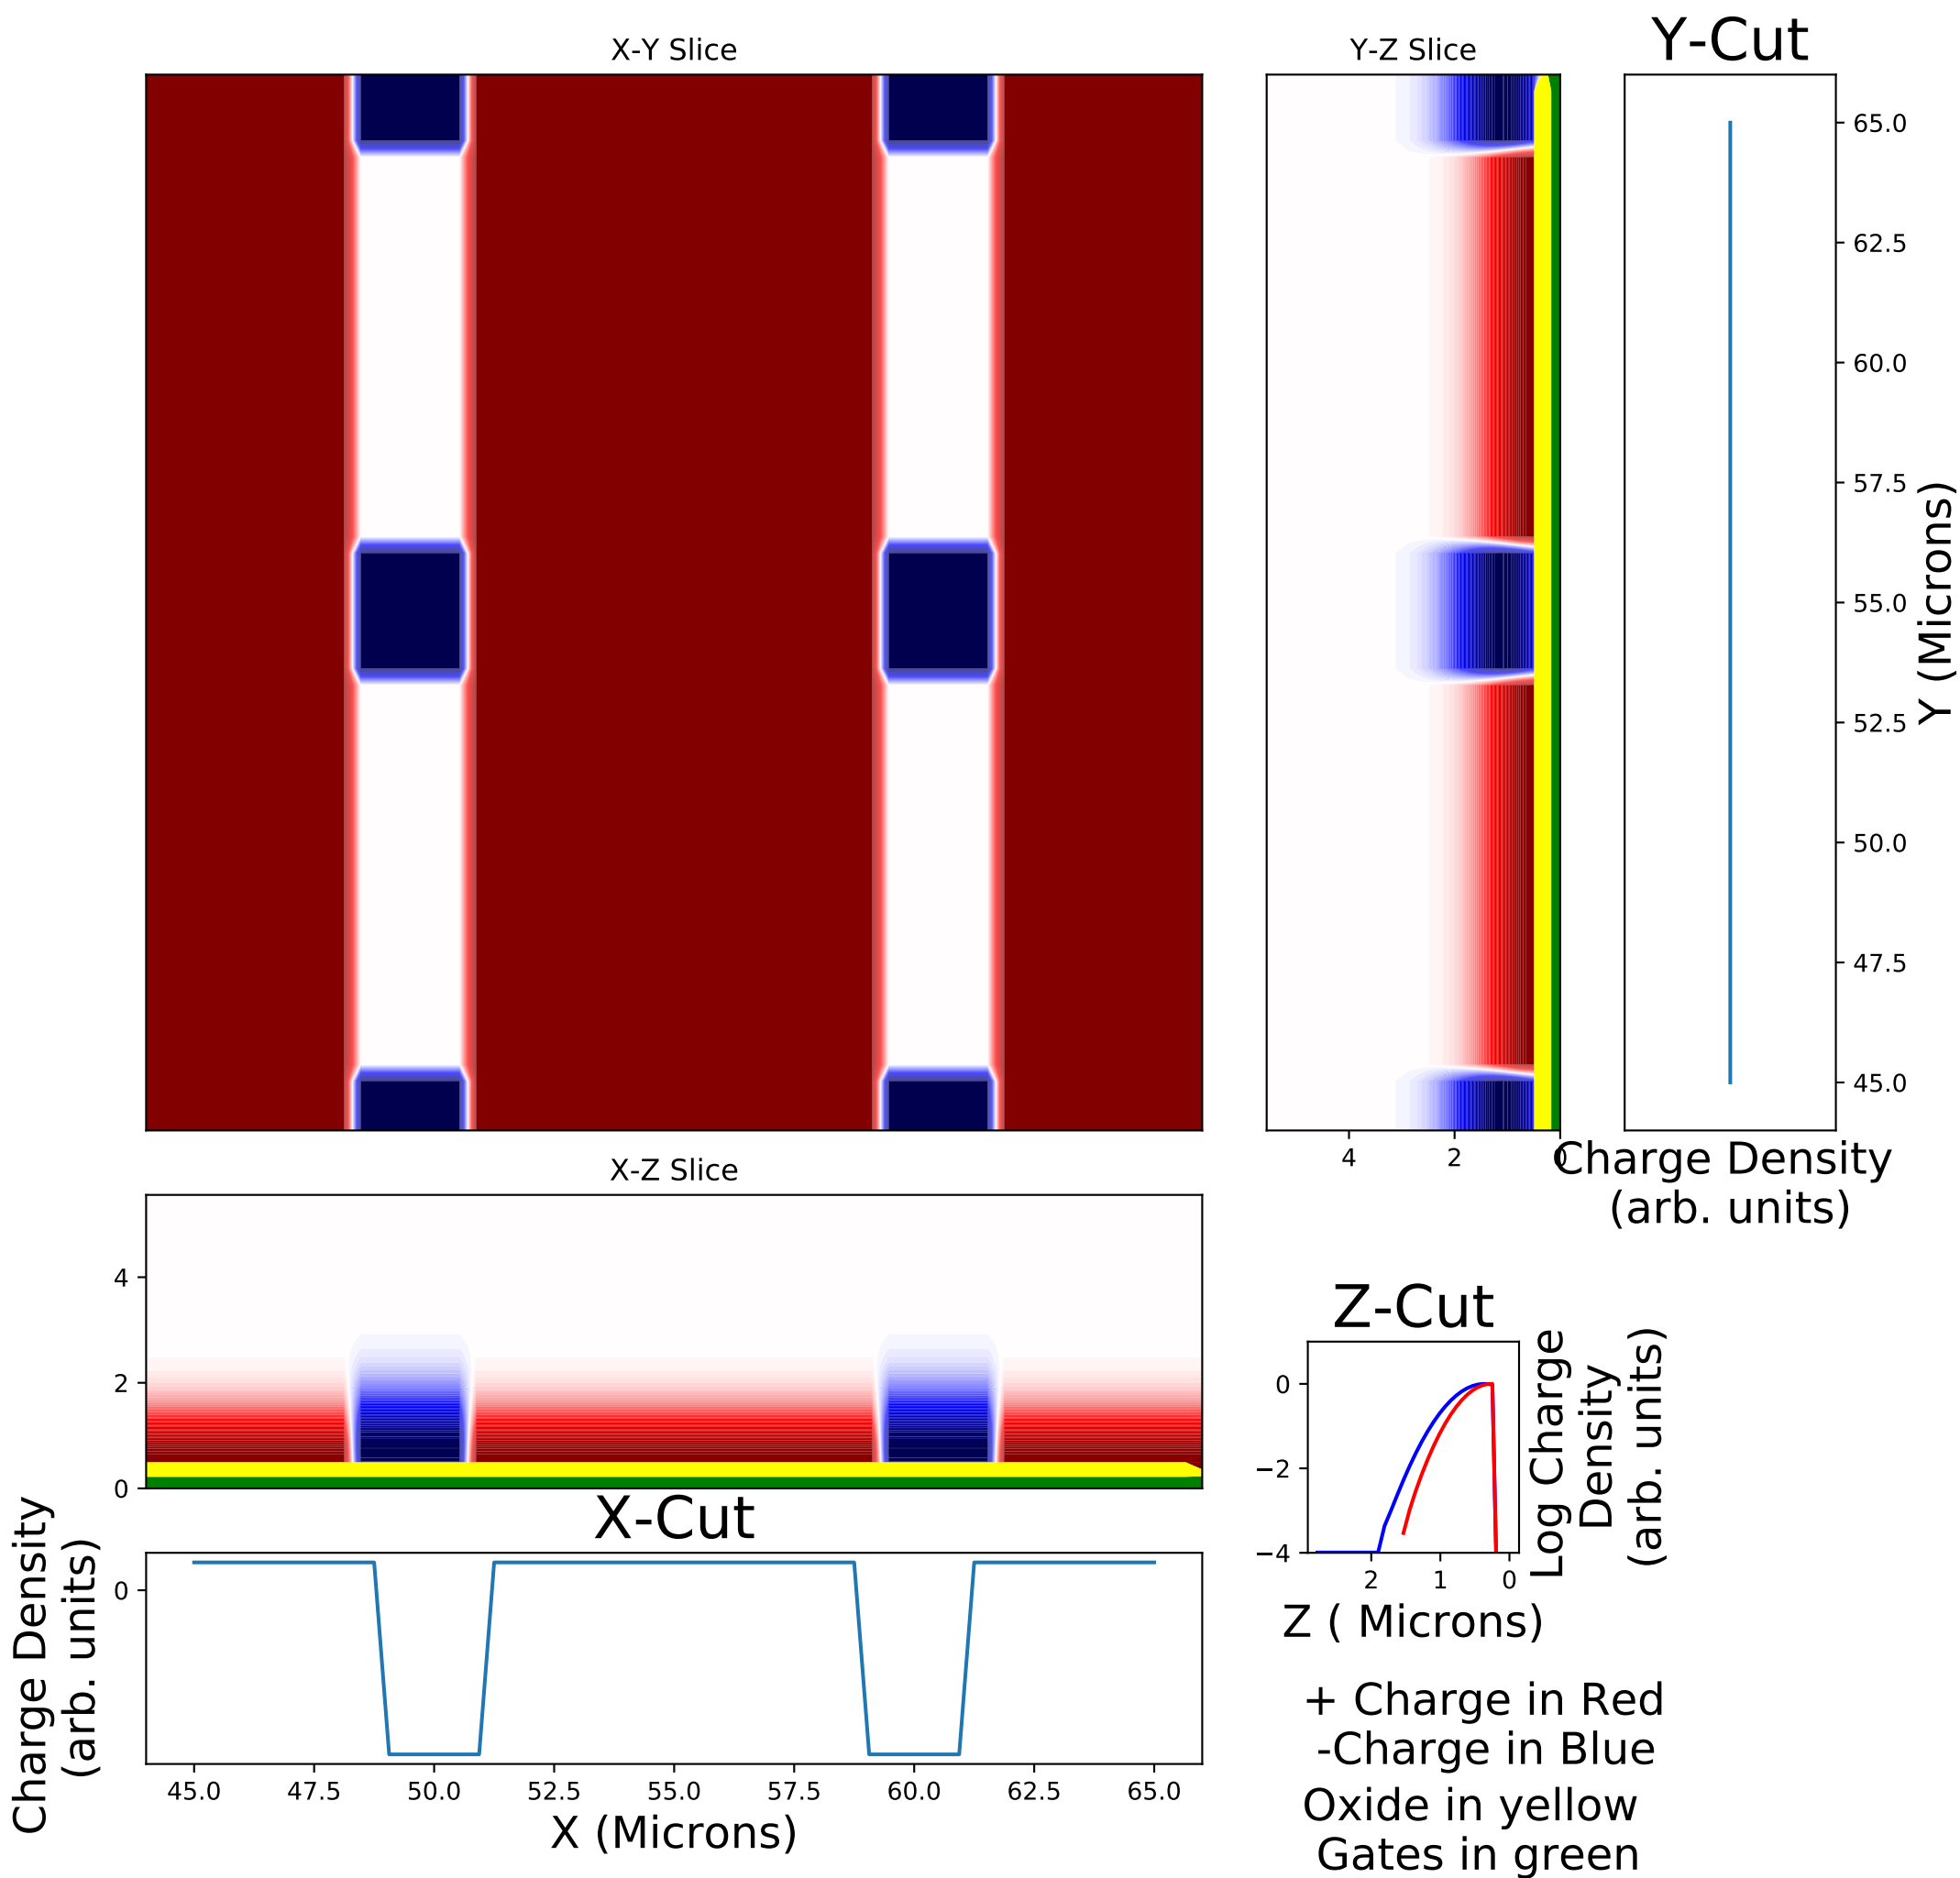 X-Y Slice
Y-Z Slice
Y-Cut
65.0
62.5
60.0
57.5
55.0
52.5
50.0
47.5
45.0
Y (Microns)
4
2
0
Charge Density
(arb. units)
X-Z Slice
4
2
0
X-Cut
0
Charge Density
(arb. units)
45.0
47.5
50.0
52.5
55.0
57.5
60.0
62.5
65.0
X (Microns)
Z-Cut
0
−2
−4
2
1
0
Z ( Microns)
Log Charge
Density
(arb. units)
+ Charge in Red
-Charge in Blue
Oxide in yellow
Gates in green